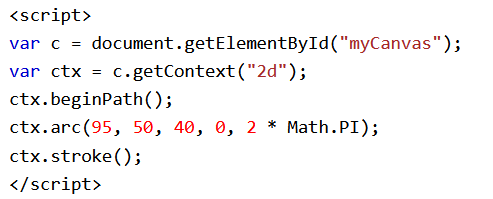 <script>
var c = document.getElementById("myCanvas");
var ctx = c.getContext("2d");
ctx.beginPath();
ctx.arc(95, 50, 40, 0, 2 * Math.PI);
ctx.stroke();
</script>